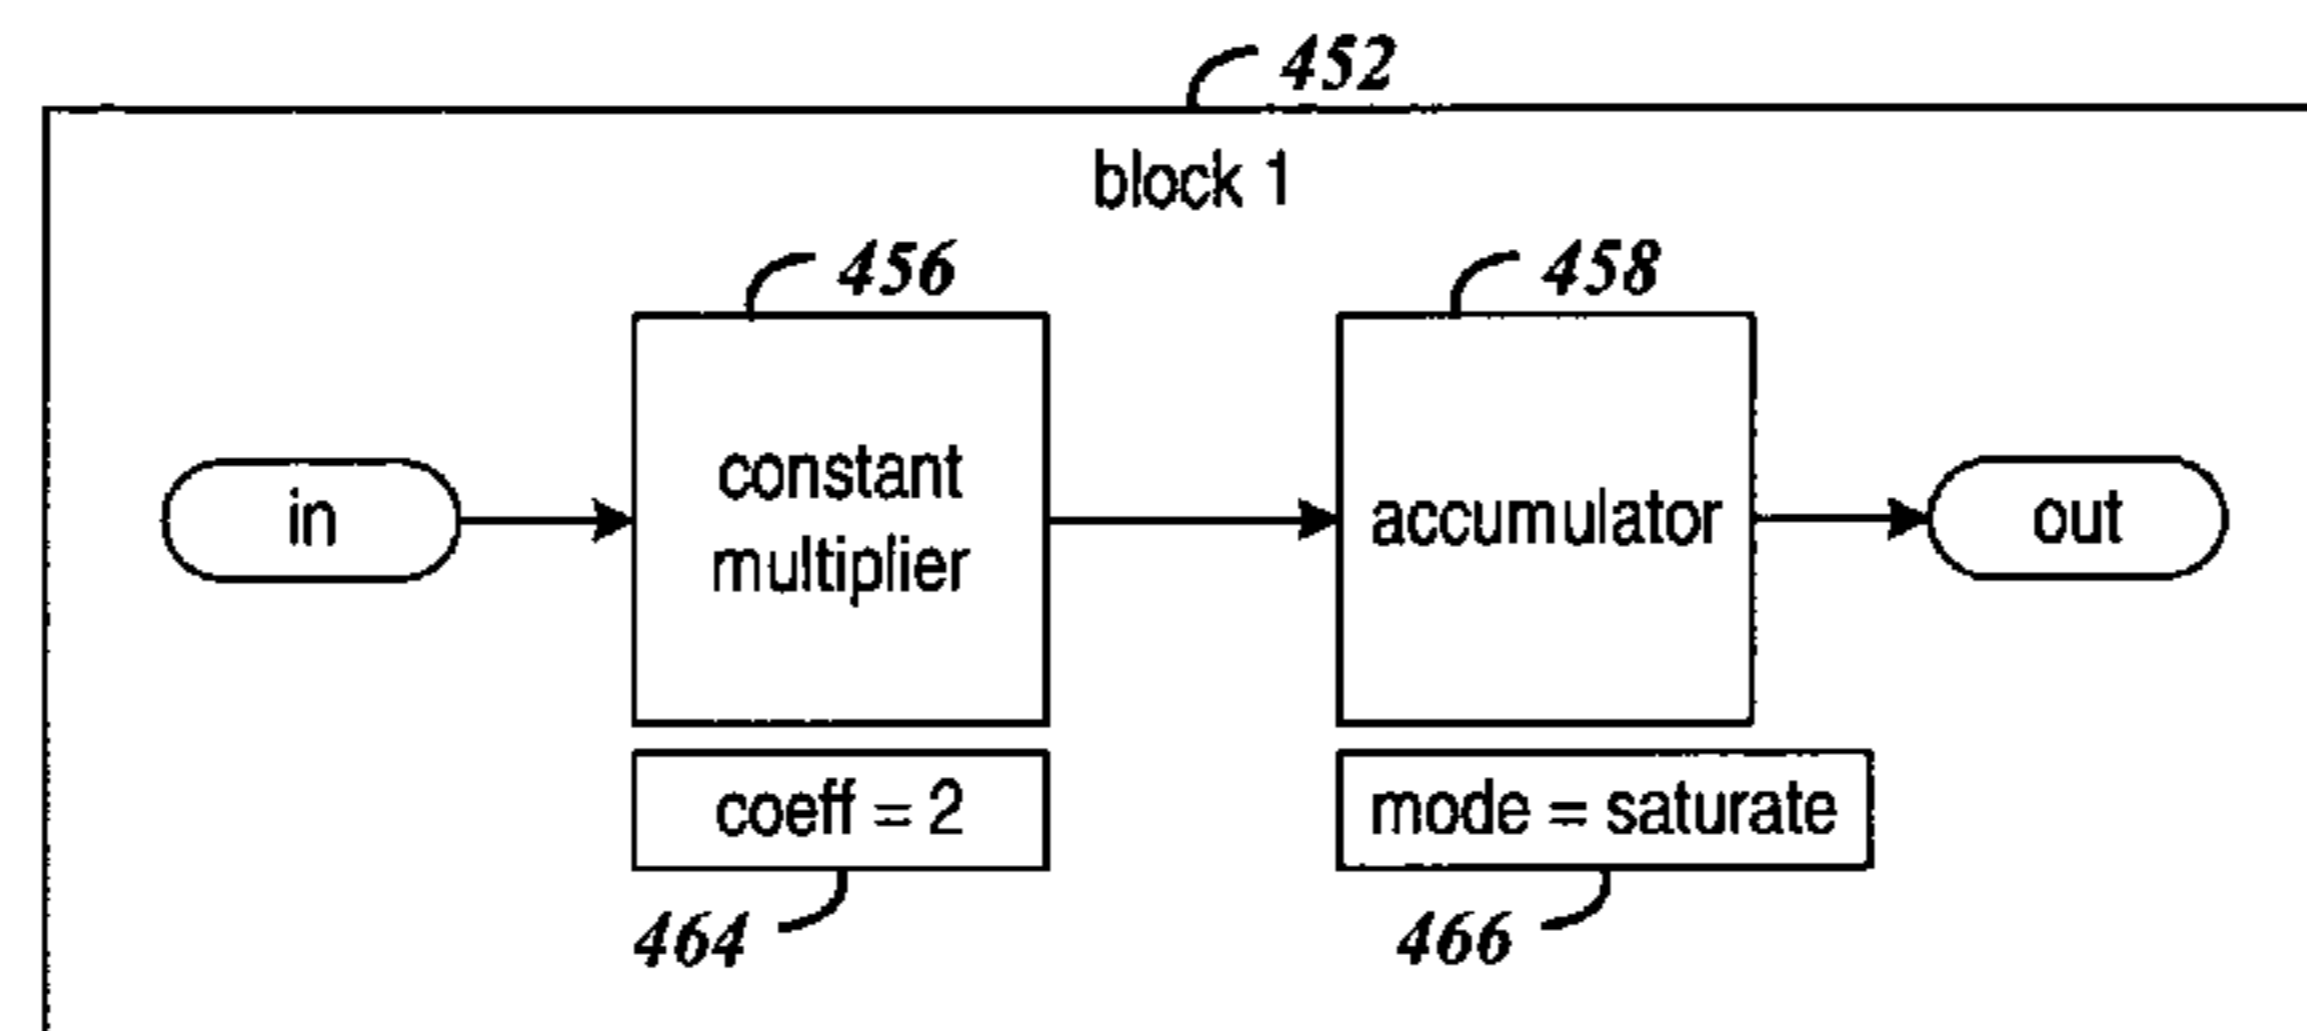 452
block 1
456
458
in
constant
multiplier
accumulator
out
coeff = 2
mode = saturate
464
466